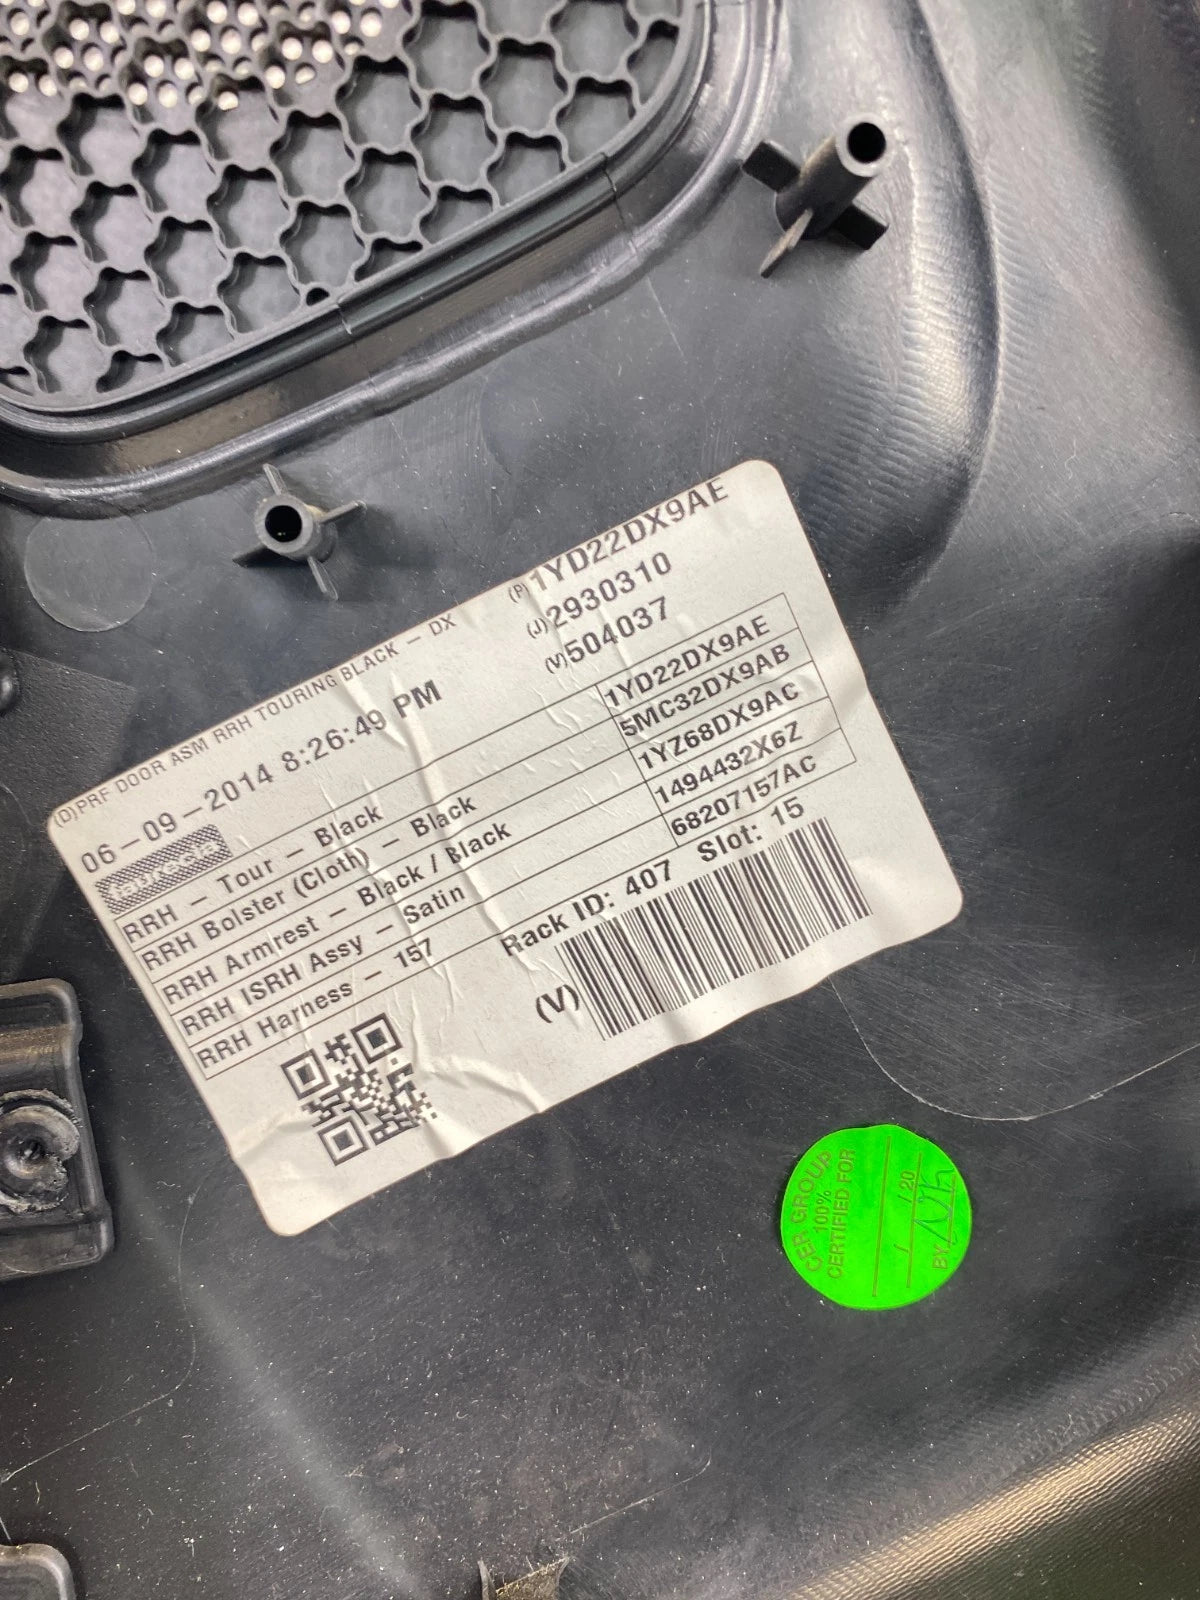 (D)PRF DOOR ASM RRH TOURING BLACK - DX
(P)1YD22DX9AE
06-09-2014 8:26:49 PM
(J)2930310
(V)504037
faurecia
RRH - Tour - Black 1YD22DX9AE
RRH Bolster (Cloth) - Black 5MC32DX9AB
RRH Armrest - Black / Black 1YZ68DX9AC
RRH ISRH Assy - Satin 1494432X6Z
RRH Harness - 157 68207157AC
Rack ID: 407 Slot: 15
(V)
CER GROUP
100%
CERTIFIED FOR
/ /20
BY